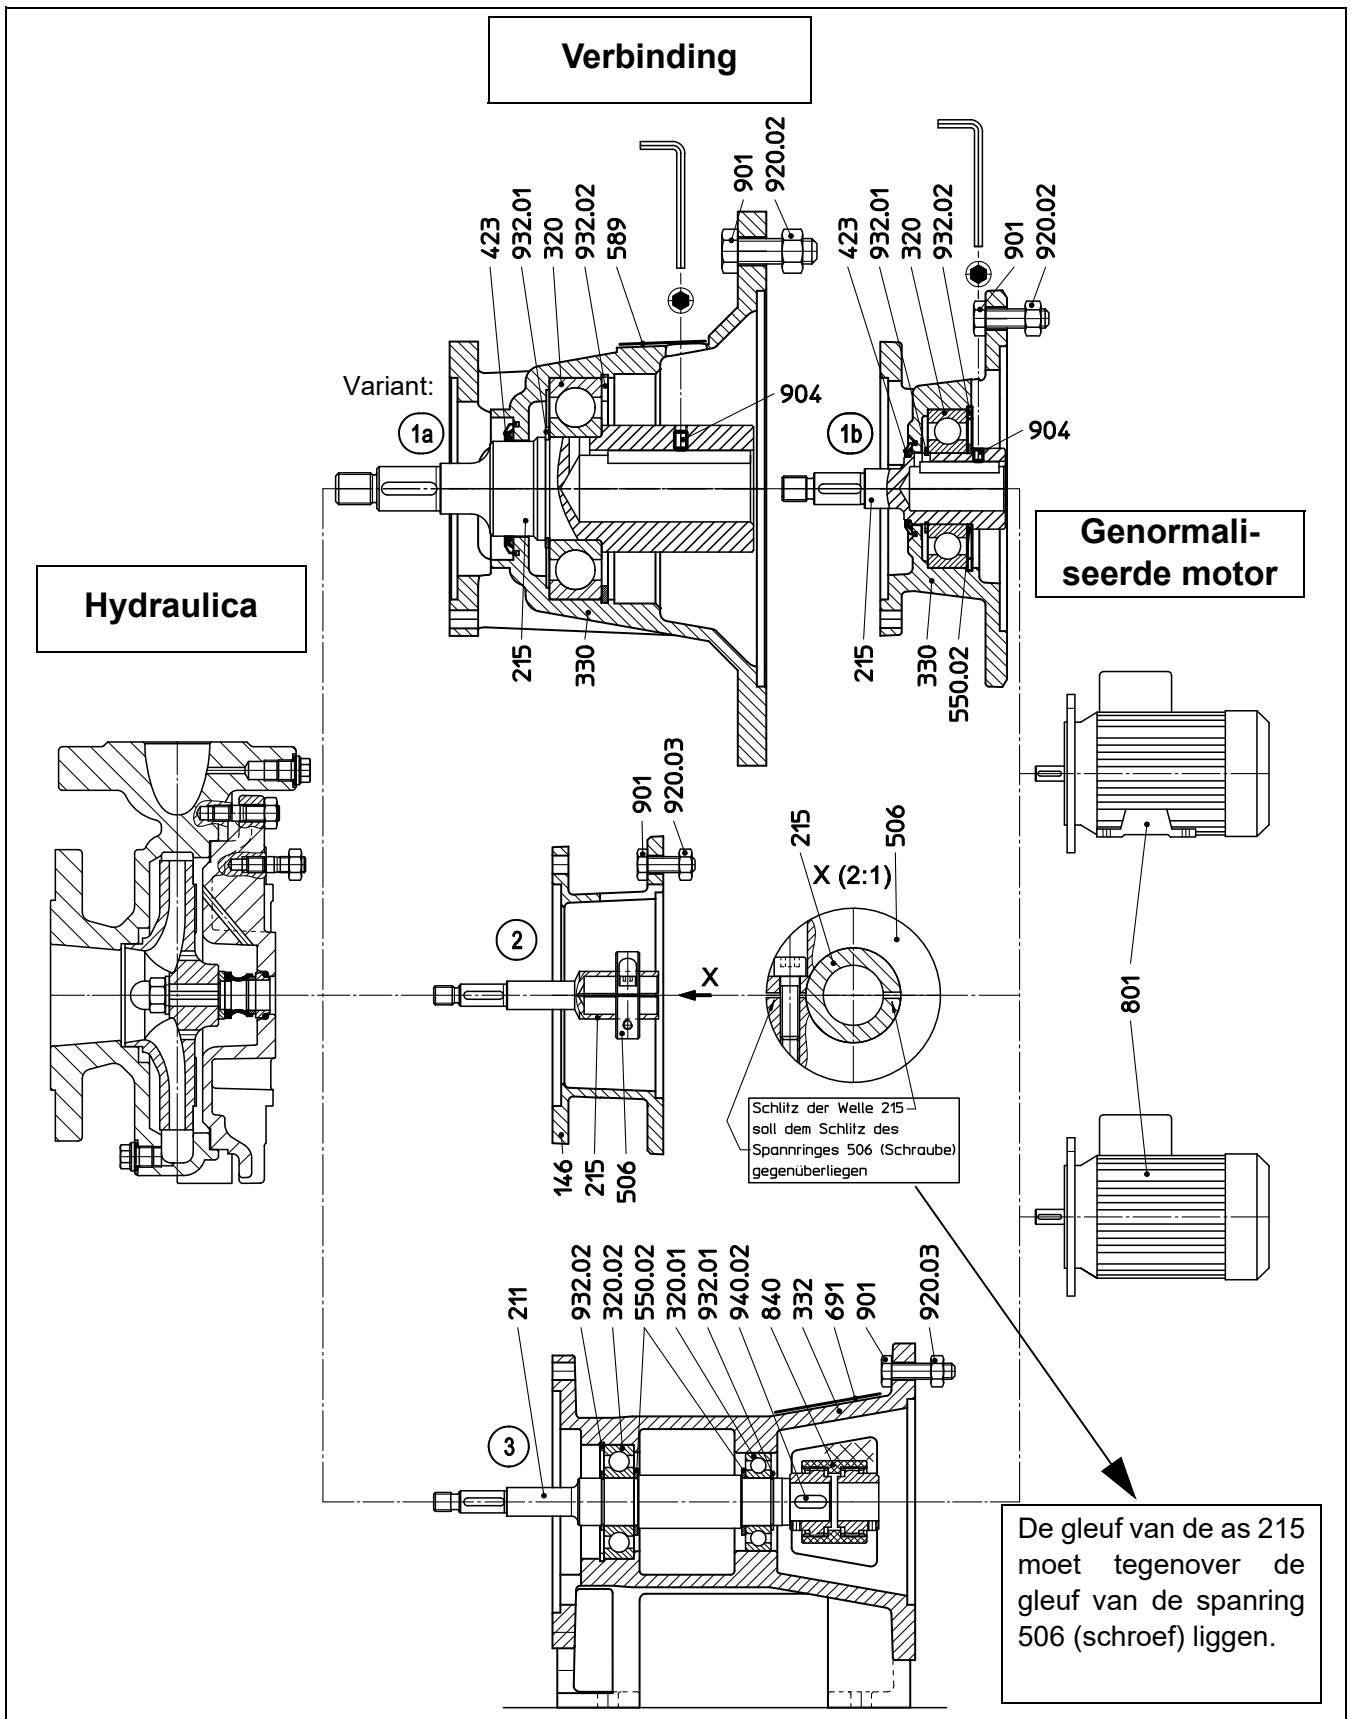 Verbinding
423
932.01
320
932.02
589
901
920.02
423
932.01
320
932.02
901
920.02
Variant:
1a
904
1b
904
215
330
215
330
550.02
Genormali-
seerde motor
Hydraulica
901
920.03
215
506
X (2:1)
2
X
801
146
215
506
Schlitz der Welle 215
soll dem Schlitz des
Spannringes 506 (Schraube)
gegenüberliegen
211
932.02
320.02
550.02
320.01
932.01
940.02
840
332
691
901
920.03
3
De gleuf van de as 215
moet tegenover de
gleuf van de spanring
506 (schroef) liggen.